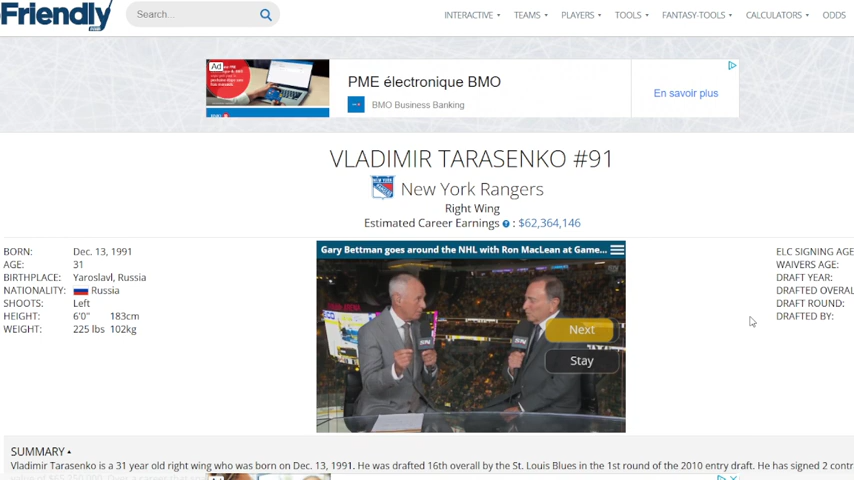 Friendly
Search...
INTERACTIVE
TEAMS
PLAYERS
TOOLS
FANTASY-TOOLS
CALCULATORS
ODDS
Ad
PME électronique BMO
BMO Business Banking
En savoir plus
VLADIMIR TARASENKO #91
New York Rangers
Right Wing
Estimated Career Earnings : $62,364,146
BORN: Dec. 13, 1991
AGE: 31
BIRTHPLACE: Yaroslavl, Russia
NATIONALITY: Russia
SHOOTS: Left
HEIGHT: 6'0" 183cm
WEIGHT: 225 lbs 102kg
Gary Bettman goes around the NHL with Ron MacLean at Game...
Next
Stay
ELC SIGNING AGE
WAIVERS AGE:
DRAFT YEAR:
DRAFTED OVERAL
DRAFT ROUND:
DRAFTED BY:
SUMMARY
Vladimir Tarasenko is a 31 year old right wing who was born on Dec. 13, 1991. He was drafted 16th overall by the St. Louis Blues in the 1st round of the 2010 entry draft. He has signed 2 contr
Ad